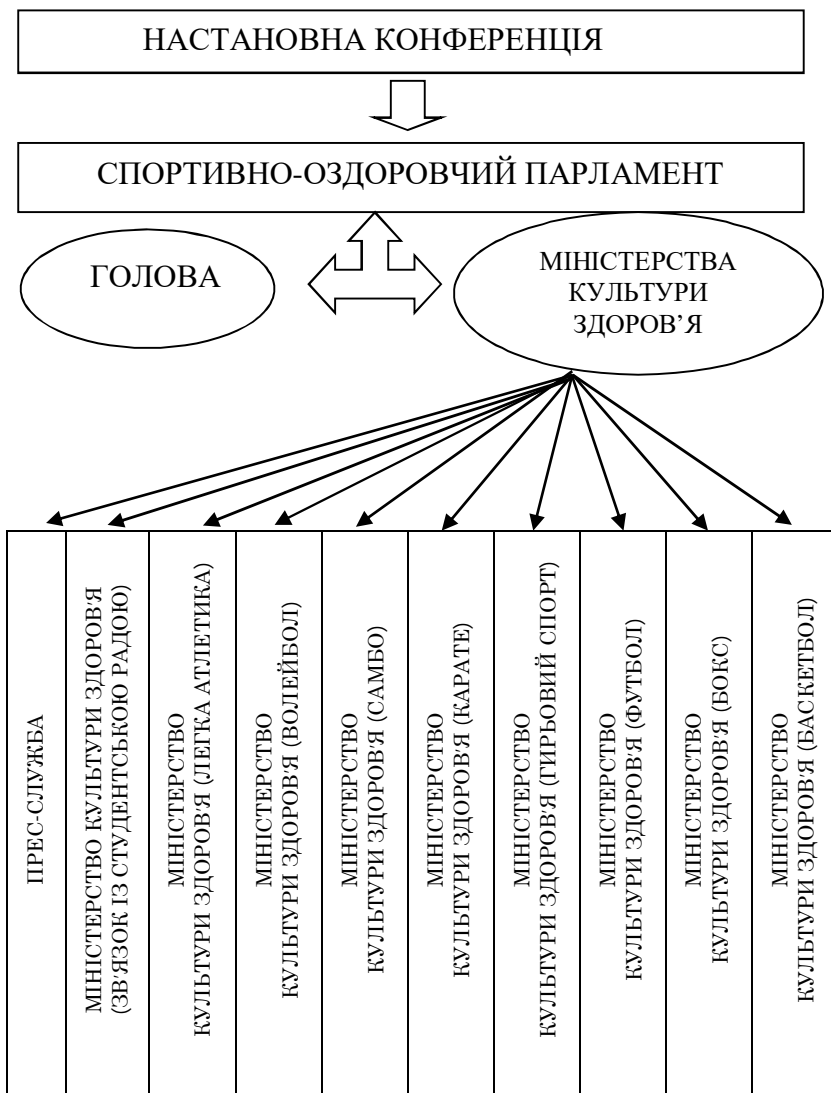 НАСТАНОВНА КОНФЕРЕНЦІЯ
СПОРТИВНО-ОЗДОРОВЧИЙ ПАРЛАМЕНТ
ГОЛОВА
МІНІСТЕРСТВА
КУЛЬТУРИ
ЗДОРОВ’Я
ПРЕС-СЛУЖБА
МІНІСТЕРСТВО КУЛЬТУРИ ЗДОРОВ'Я
(ЗВ'ЯЗОК ІЗ СТУДЕНТСЬКОЮ РАДОЮ)
МІНІСТЕРСТВО
КУЛЬТУРИ ЗДОРОВ'Я (ЛЕГКА АТЛЕТИКА)
МІНІСТЕРСТВО
КУЛЬТУРИ ЗДОРОВ'Я (ВОЛЕЙБОЛ)
МІНІСТЕРСТВО
КУЛЬТУРИ ЗДОРОВ'Я (САМБО)
МІНІСТЕРСТВО
КУЛЬТУРИ ЗДОРОВ'Я (КАРАТЕ)
МІНІСТЕРСТВО
КУЛЬТУРИ ЗДОРОВ'Я (ГИРЬОВИЙ СПОРТ)
МІНІСТЕРСТВО
КУЛЬТУРИ ЗДОРОВ'Я (ФУТБОЛ)
МІНІСТЕРСТВО
КУЛЬТУРИ ЗДОРОВ'Я (БОКС)
МІНІСТЕРСТВО
КУЛЬТУРИ ЗДОРОВ'Я (БАСКЕТБОЛ)